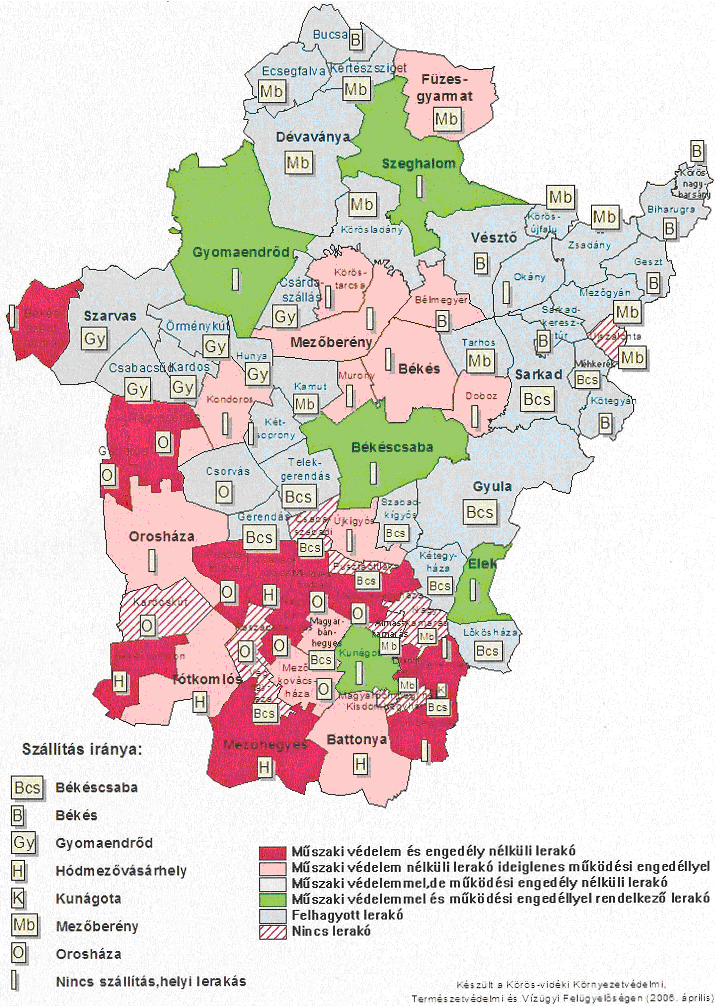 Bucsa
B
Ecsegfalva
Kertészsziget
Mb
Mb
Füzes-
gyarmat
Mb
Dévaványa
Mb
Szeghalom
Mb
Körösladány
B
Körös-
nagy-
harsány
Biharugra
B
Mb
Körös-
újfalu
Mb
Zsadány
Vésztő
B
Okány
Geszt
B
Mezőgyán
Mb
Gyomaendrőd
Csárda-
szállás
Gy
Körös-
tarcsa
Bélmegyer
B
Mezőberény
Szarvas
Gy
Örménykút
Gy
Hunya
Gy
Csabacsűd
Gy
Kardos
Gy
Kondoros
Kamut
Mb
Murony
Békés
Tarhos
Mb
Doboz
Sarkad-
keresz-
túr
B
Sarkad
Bcs
Mb
Méhkerék
Bcs
Kötegyán
B
Két-
soprony
Békéscsaba
O
O
Csorvás
O
Telek-
gerendás
Bcs
Gyula
Bcs
Orosháza
Gerendás
Bcs
Bcs
Újkígyós
Szabad-
kígyós
Bcs
Kétegy-
háza
Bcs
Elek
Bcs
O
H
O
O
Kardoskút
O
Magyar-
bán-
hegyes
Bcs
Kunágota
Mb
Mb
Lőkösháza
Bcs
O
O
H
Tótkomlós
H
Mező-
kovács-
háza
O
Bcs
Mb
K
Bcs
Mezőhegyes
H
Battonya
H
Szállítás iránya:
Bcs Békéscsaba
B Békés
Gy Gyomaendrőd
H Hódmezővásárhely
K Kunágota
Mb Mezőberény
O Orosháza
Nincs szállítás,helyi lerakás
Műszaki védelem és engedély nélküli lerakó
Műszaki védelem nélküli lerakó ideiglenes működési engedéllyel
Műszaki védelemmel,de működési engedély nélküli lerakó
Műszaki védelemmel és működési engedéllyel rendelkező lerakó
Felhagyott lerakó
Nincs lerakó
Készült a Körös-vidéki Környezetvédelmi,
Természetvédelmi és Vízügyi Felügyelőségen (2006. április)